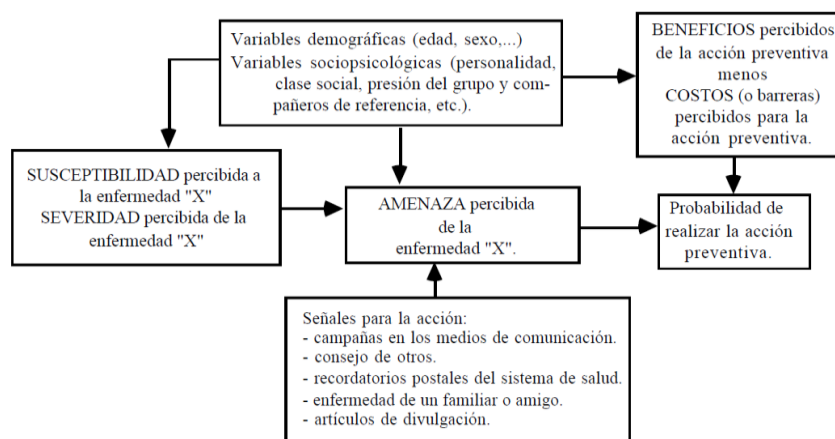 Variables demográficas (edad, sexo,...)
Variables sociopsicológicas (personalidad,
clase social, presión del grupo y com-
pañeros de referencia, etc.).
BENEFICIOS percibidos
de la acción preventiva
menos
COSTOS (o barreras)
percibidos para la
acción preventiva.
SUSCEPTIBILIDAD percibida a
la enfermedad "X"
SEVERIDAD percibida de la
enfermedad "X"
AMENAZA percibida
de la
enfermedad "X".
Probabilidad de
realizar la acción
preventiva.
Señales para la acción:
- campañas en los medios de comunicación.
- consejo de otros.
- recordatorios postales del sistema de salud.
- enfermedad de un familiar o amigo.
- artículos de divulgación.